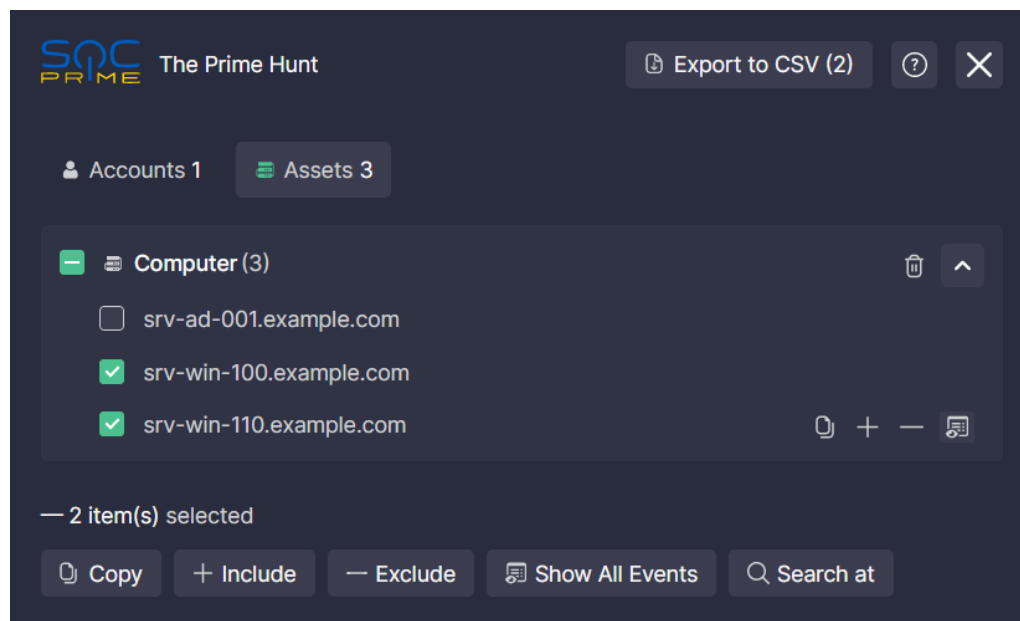 SOC PRIME The Prime Hunt Export to CSV (2) ?
Accounts 1 Assets 3
Computer (3)
srv-ad-001.example.com
srv-win-100.example.com
srv-win-110.example.com
— 2 item(s) selected
Copy + Include — Exclude Show All Events Search at